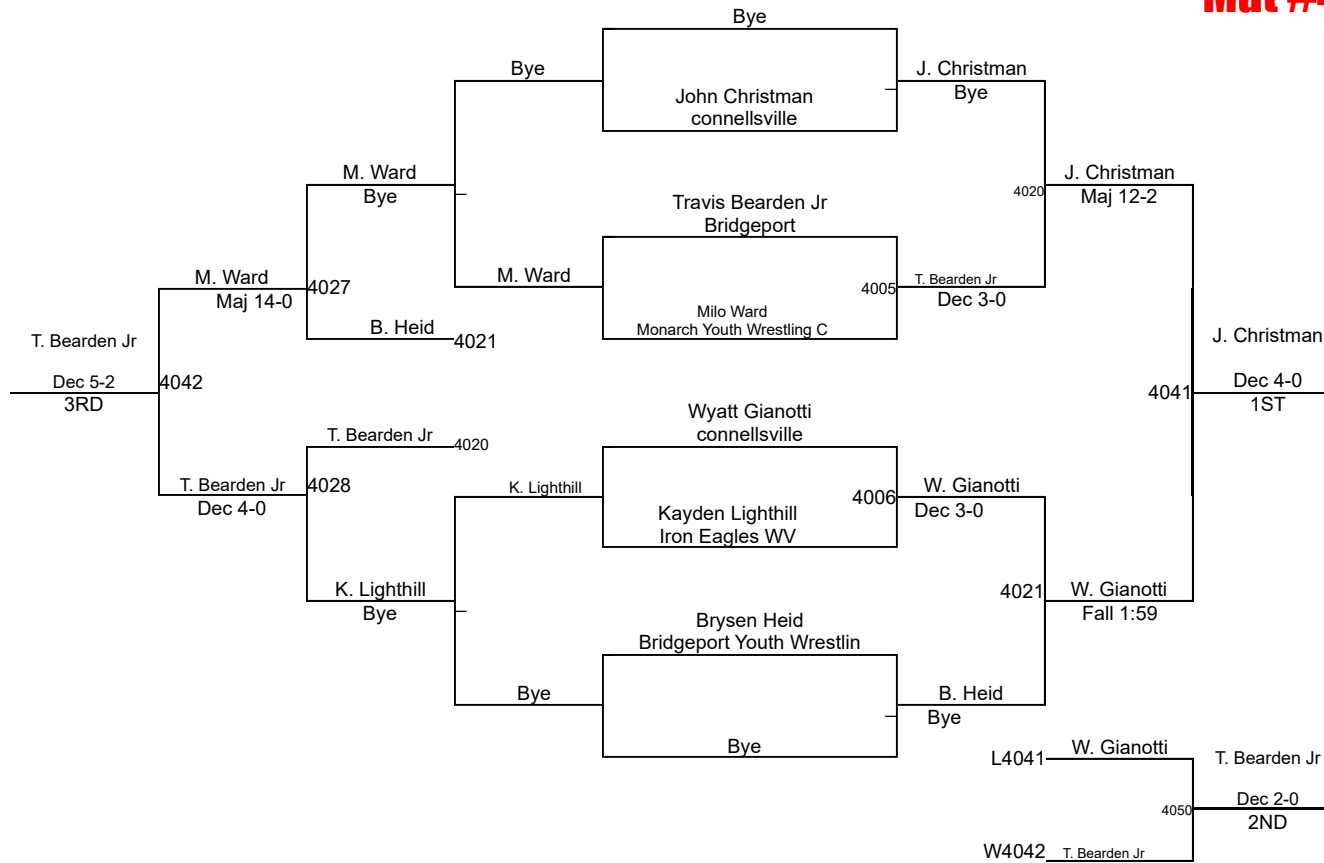 Mat #4
Bye
Bye
J. Christman
Bye
John Christman
connellsville
M. Ward
Bye
4020
J. Christman
Maj 12-2
Travis Bearden Jr
Bridgeport
M. Ward
Maj 14-0
4027
M. Ward
4005
T. Bearden Jr
Dec 3-0
Milo Ward
Monarch Youth Wrestling C
B. Heid
4021
T. Bearden Jr
Dec 5-2
3RD
4042
J. Christman
Dec 4-0
1ST
4041
Wyatt Gianotti
connellsville
T. Bearden Jr
4020
T. Bearden Jr
Dec 4-0
4028
K. Lighthill
4006
W. Gianotti
Dec 3-0
Kayden Lighthill
Iron Eagles WV
K. Lighthill
Bye
4021
W. Gianotti
Fall 1:59
Brysen Heid
Bridgeport Youth Wrestlin
Bye
B. Heid
Bye
Bye
L4041
W. Gianotti
T. Bearden Jr
4050
Dec 2-0
2ND
W4042
T. Bearden Jr